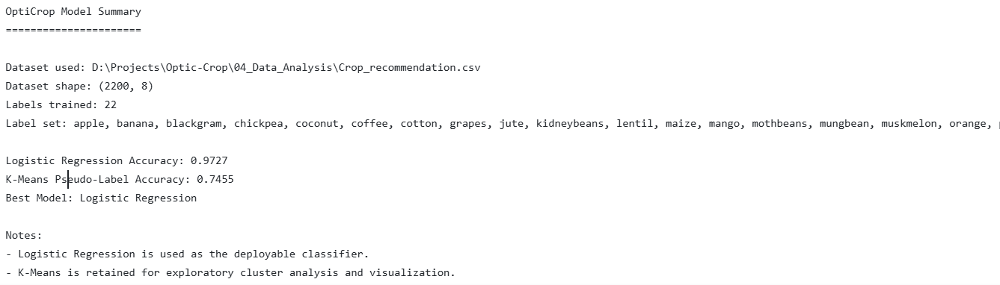 OptiCrop Model Summary
======================
Dataset used: D:\Projects\Optic-Crop\04_Data_Analysis\Crop_recommendation.csv
Dataset shape: (2200, 8)
Labels trained: 22
Label set: apple, banana, blackgram, chickpea, coconut, coffee, cotton, grapes, jute, kidneybeans, lentil, maize, mango, mothbeans, mungbean, muskmelon, orange,
Logistic Regression Accuracy: 0.9727
K-Means Pseudo-Label Accuracy: 0.7455
Best Model: Logistic Regression
Notes:
- Logistic Regression is used as the deployable classifier.
- K-Means is retained for exploratory cluster analysis and visualization.